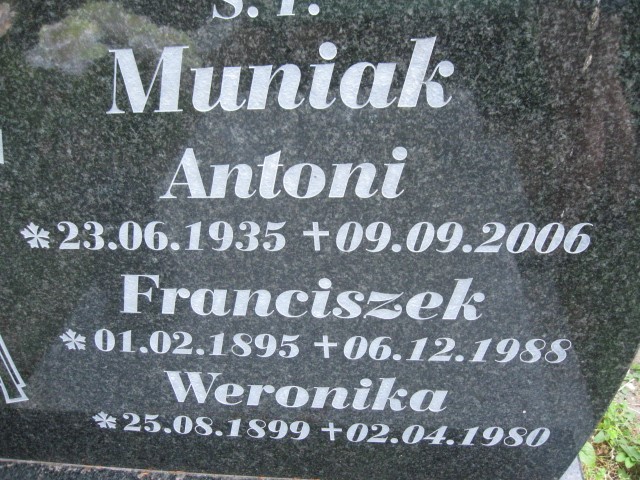 Ś. P.
Muniak
Antoni
* 23.06.1935 +09.09.2006
Franciszek
* 01.02.1895 +06.12.1988
Weronika
* 25.08.1899 +02.04.1980